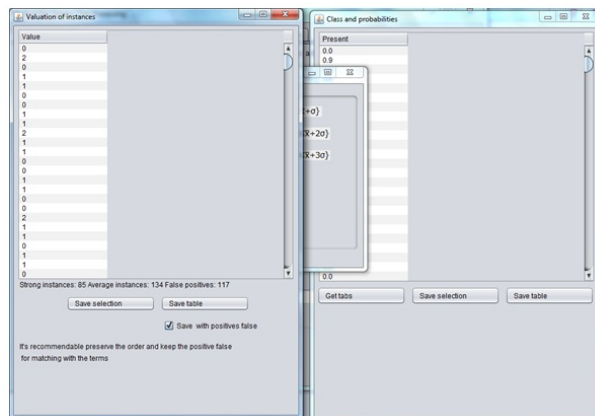 Valuation of instances
Value
0
2
0
1
1
0
0
1
1
2
1
1
0
0
1
1
0
0
2
1
1
0
1
1
0
Strong instances: 85 Average instances: 134 False positives: 117
Save selection
Save table
Save with positives false
It's recommendable preserve the order and keep the positive false
for matching with the terms
+σ}
x̄+2σ}
x̄+3σ}
Class and probabilities
Present
0.0
0.9
0.0
Get tabs
Save selection
Save table